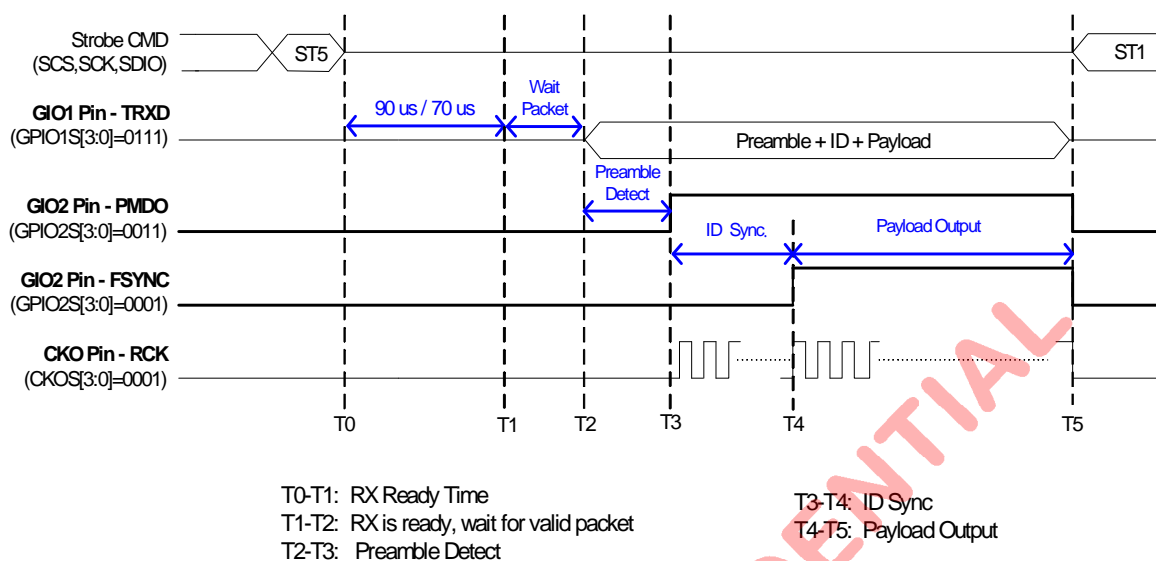 Strobe CMD
(SCS,SCK,SDIO)
ST5
ST1
GIO1 Pin - TRXD
(GPIO1S[3:0]=0111)
90 us / 70 us
Wait
Packet
Preamble + ID + Payload
GIO2 Pin - PMDO
(GPIO2S[3:0]=0011)
Preamble
Detect
ID Sync.
Payload Output
GIO2 Pin - FSYNC
(GPIO2S[3:0]=0001)
CKO Pin - RCK
(CKOS[3:0]=0001)
T0 T1 T2 T3 T4 T5
T0-T1: RX Ready Time
T1-T2: RX is ready, wait for valid packet
T2-T3: Preamble Detect
T3-T4: ID Sync
T4-T5: Payload Output
DENTIAL